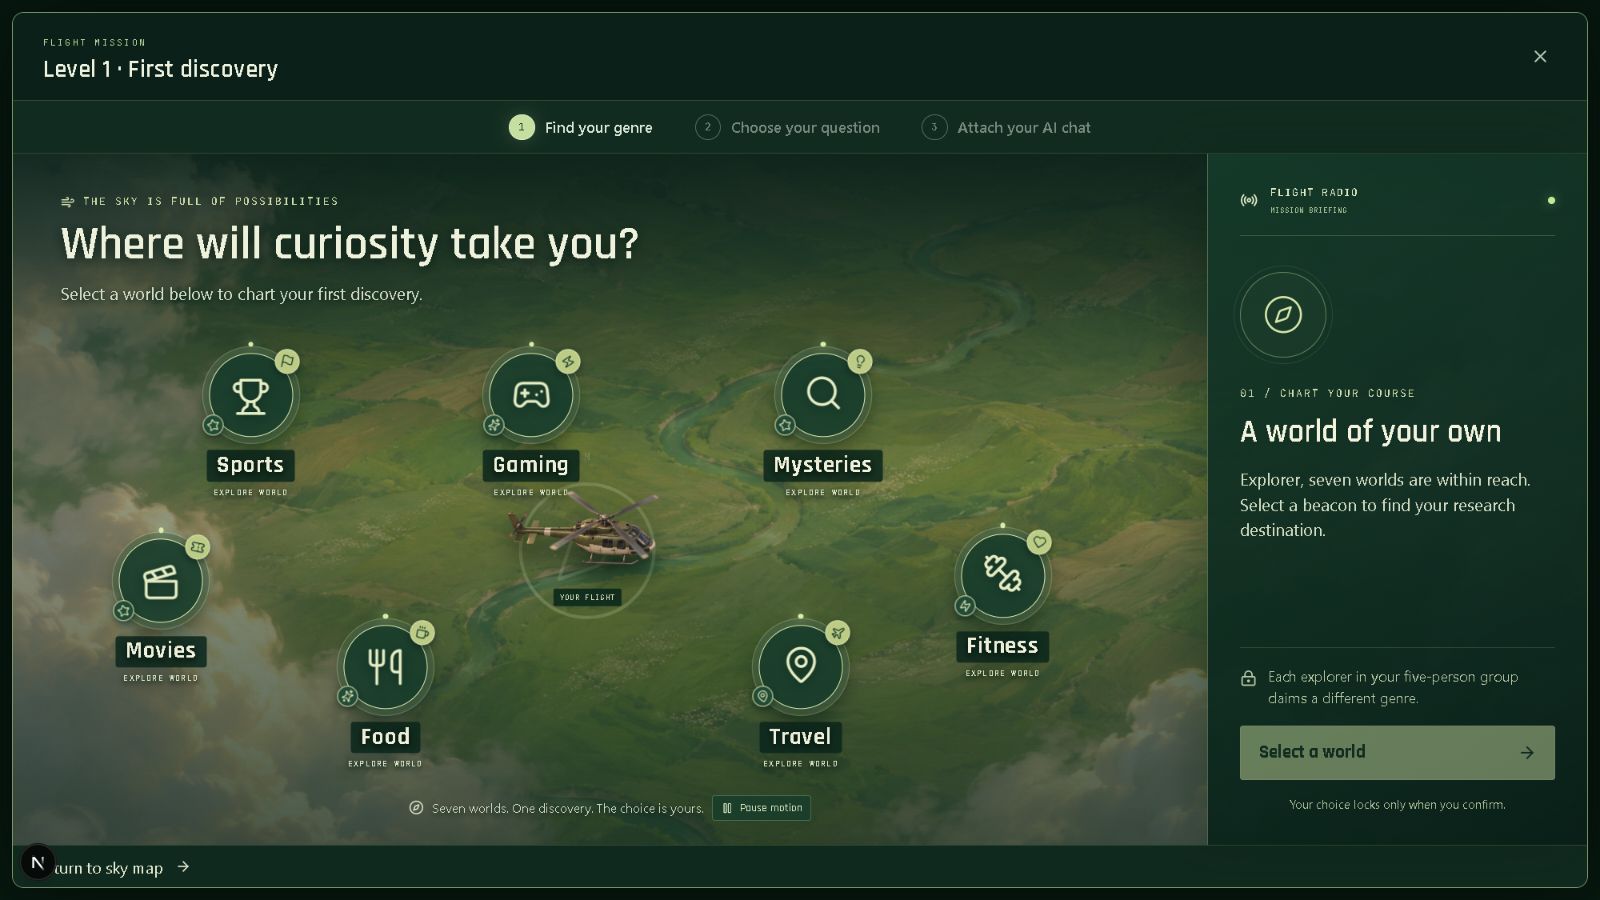 FLIGHT MISSION
Level 1 · First discovery
1 Find your genre
2 Choose your question
3 Attach your AI chat
THE SKY IS FULL OF POSSIBILITIES
Where will curiosity take you?
Select a world below to chart your first discovery.
Sports
EXPLORE WORLD
Gaming
EXPLORE WORLD
Mysteries
EXPLORE WORLD
YOUR FLIGHT
Movies
EXPLORE WORLD
Fitness
EXPLORE WORLD
Food
EXPLORE WORLD
Travel
EXPLORE WORLD
Seven worlds. One discovery. The choice is yours.
Pause motion
FLIGHT RADIO
MISSION BRIEFING
01 / CHART YOUR COURSE
A world of your own
Explorer, seven worlds are within reach.
Select a beacon to find your research
destination.
Each explorer in your five-person group
claims a different genre.
Select a world
Your choice locks only when you confirm.
N
turn to sky map